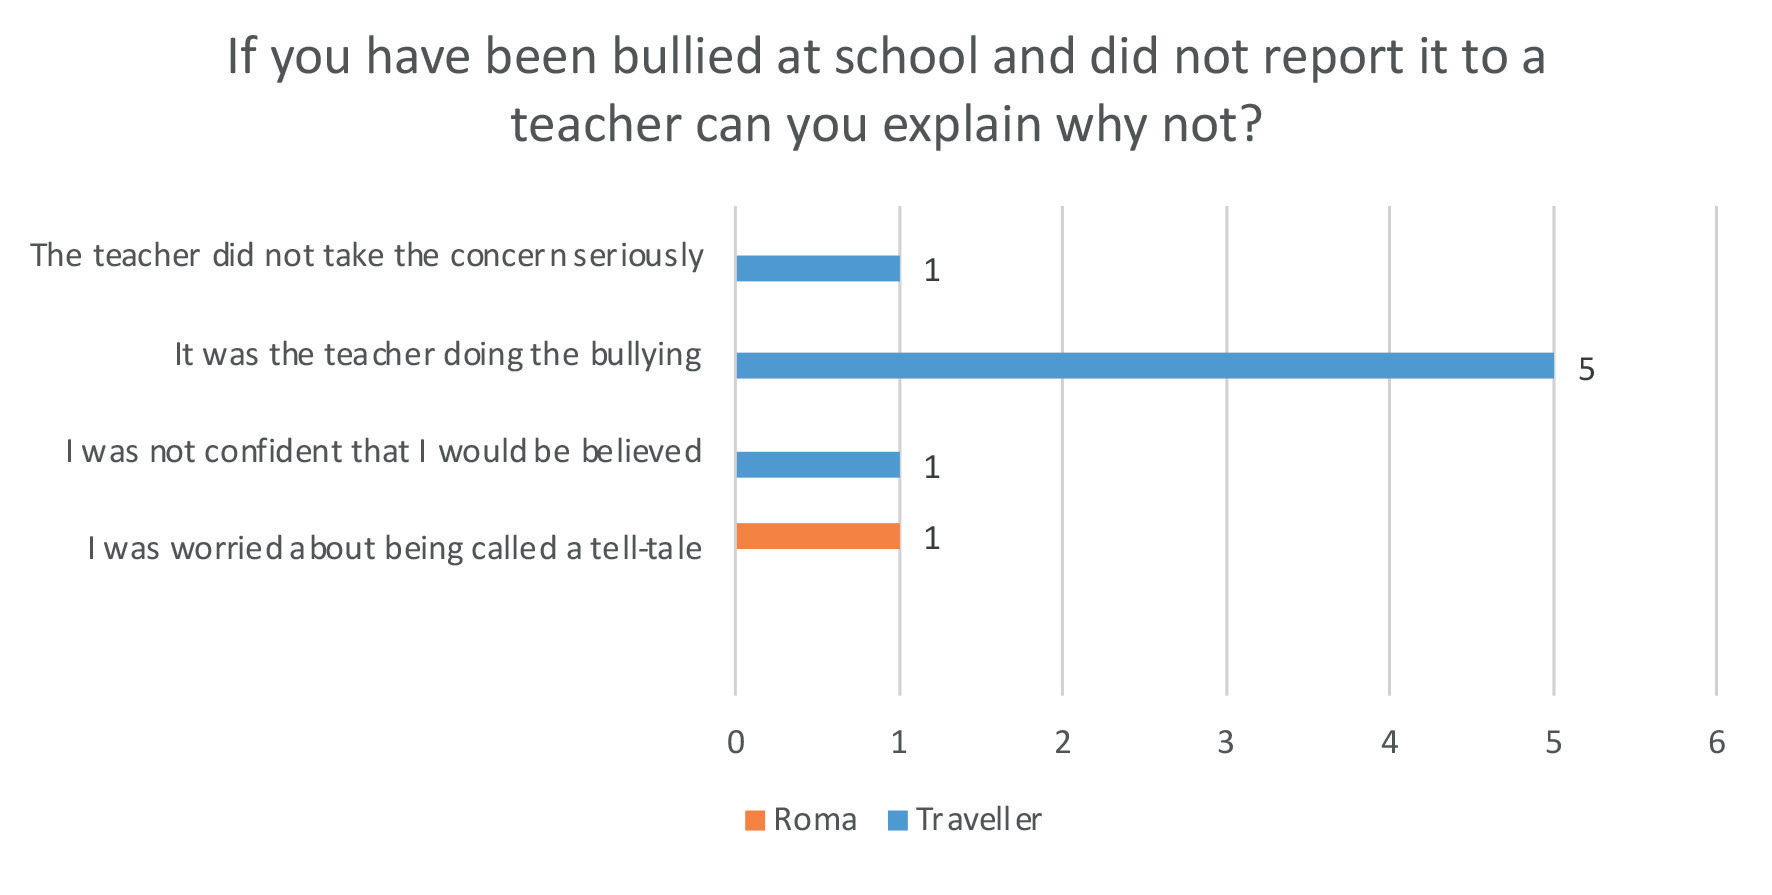 If you have been bullied at school and did not report it to a
teacher can you explain why not?
The teacher did not take the concern seriously
1
It was the teacher doing the bullying
5
I was not confident that I would be believed
1
I was worried about being called a tell-tale
1
0 1 2 3 4 5 6
Roma Traveller